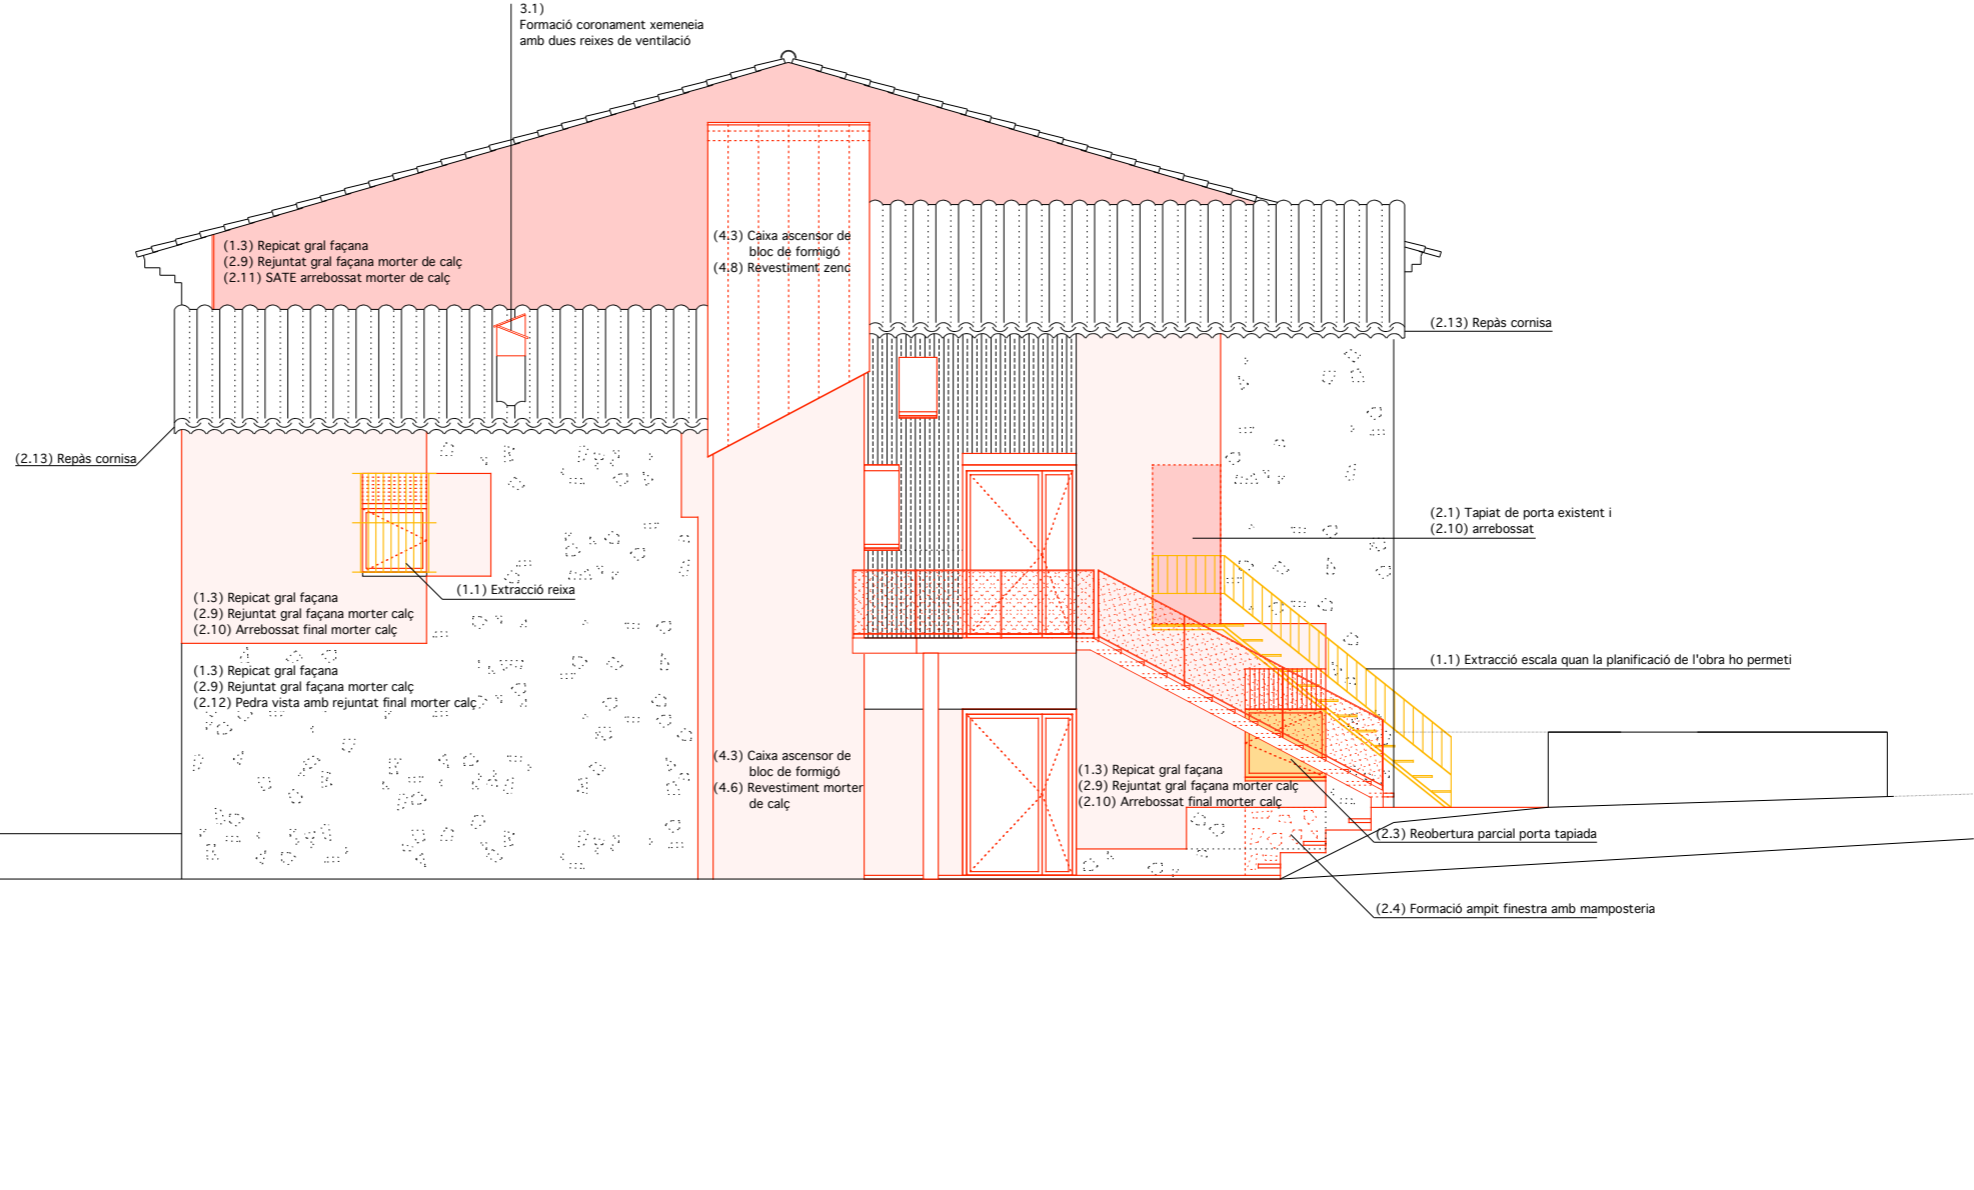 3.1)
Formació coronament xemeneia
amb dues reixes de ventilació
(1.3) Repicat gral façana
(2.9) Rejuntat gral façana morter de calç
(2.11) SATE arrebossat morter de calç
(4.3) Caixa ascensor de
bloc de formigó
(4.8) Revestiment zenc
(2.13) Repàs cornisa
(2.13) Repàs cornisa
(2.1) Tapiat de porta existent i
(2.10) arrebossat
(1.1) Extracció reixa
(1.3) Repicat gral façana
(2.9) Rejuntat gral façana morter calç
(2.10) Arrebossat final morter calç
(1.3) Repicat gral façana
(2.9) Rejuntat gral façana morter calç
(2.12) Pedra vista amb rejuntat final morter calç
(1.1) Extracció escala quan la planificació de l'obra ho permeti
(4.3) Caixa ascensor de
bloc de formigó
(4.6) Revestiment morter
de calç
(1.3) Repicat gral façana
(2.9) Rejuntat gral façana morter calç
(2.10) Arrebossat final morter calç
(2.3) Reobertura parcial porta tapiada
(2.4) Formació ampit finestra amb mamposteria